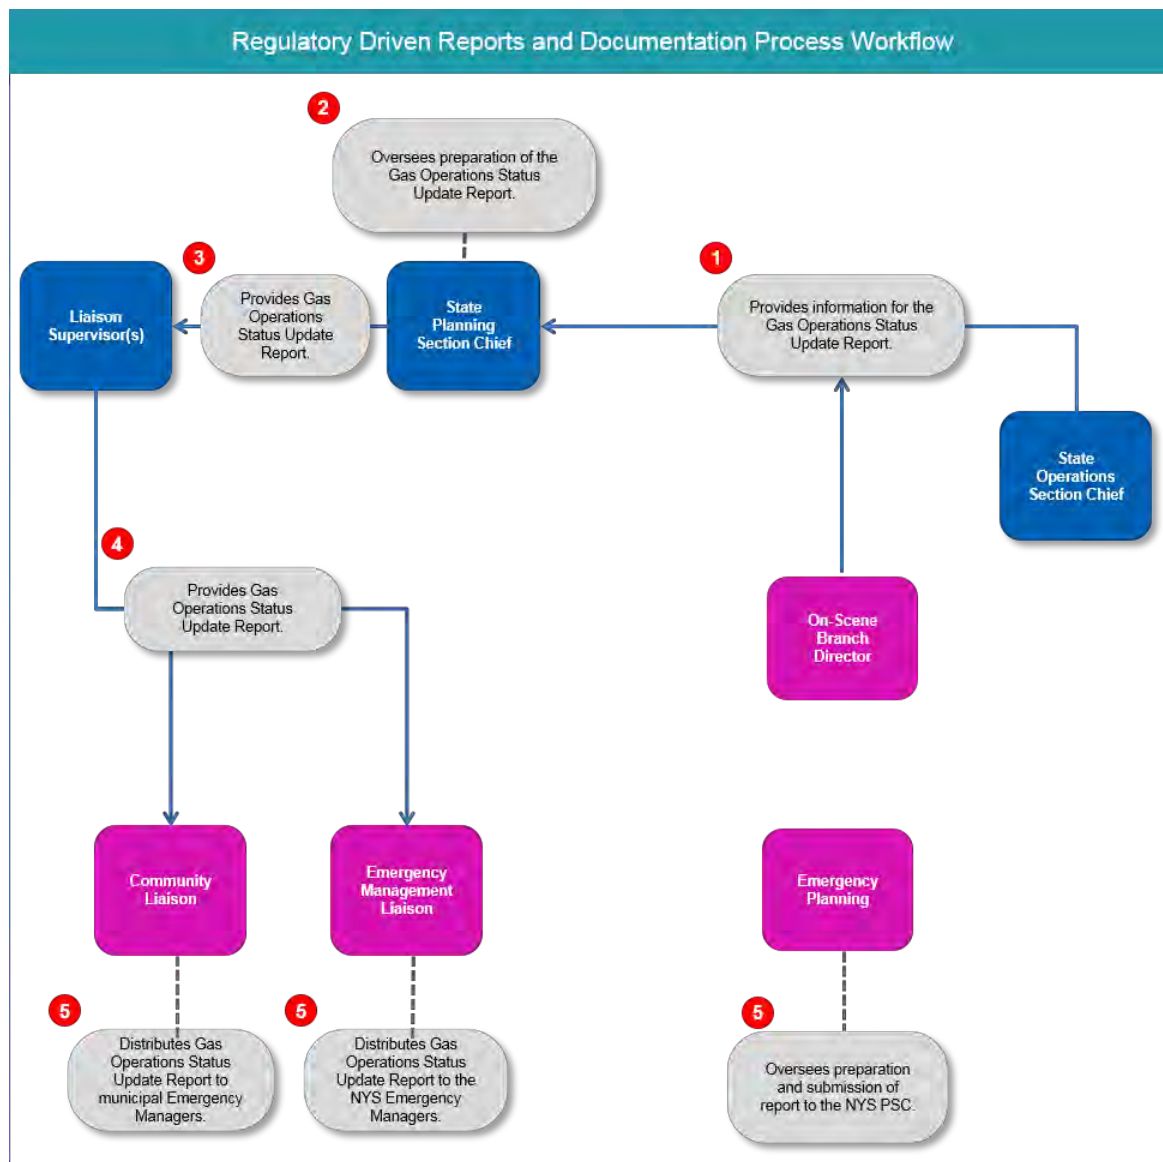 Regulatory Driven Reports and Documentation Process Workflow
2
Oversees preparation of the
Gas Operations Status
Update Report.
3
Provides Gas
Operations
Status Update
Report.
Liaison
Supervisor(s)
State
Planning
Section Chief
1
Provides information for the
Gas Operations Status
Update Report.
State
Operations
Section Chief
4
Provides Gas
Operations Status
Update Report.
On-Scene
Branch
Director
Community
Liaison
Emergency
Management
Liaison
Emergency
Planning
5
Distributes Gas
Operations Status
Update Report to
municipal Emergency
Managers.
5
Distributes Gas
Operations Status
Update Report to the
NYS Emergency
Managers.
5
Oversees preparation
and submission of
report to the NYS PSC.